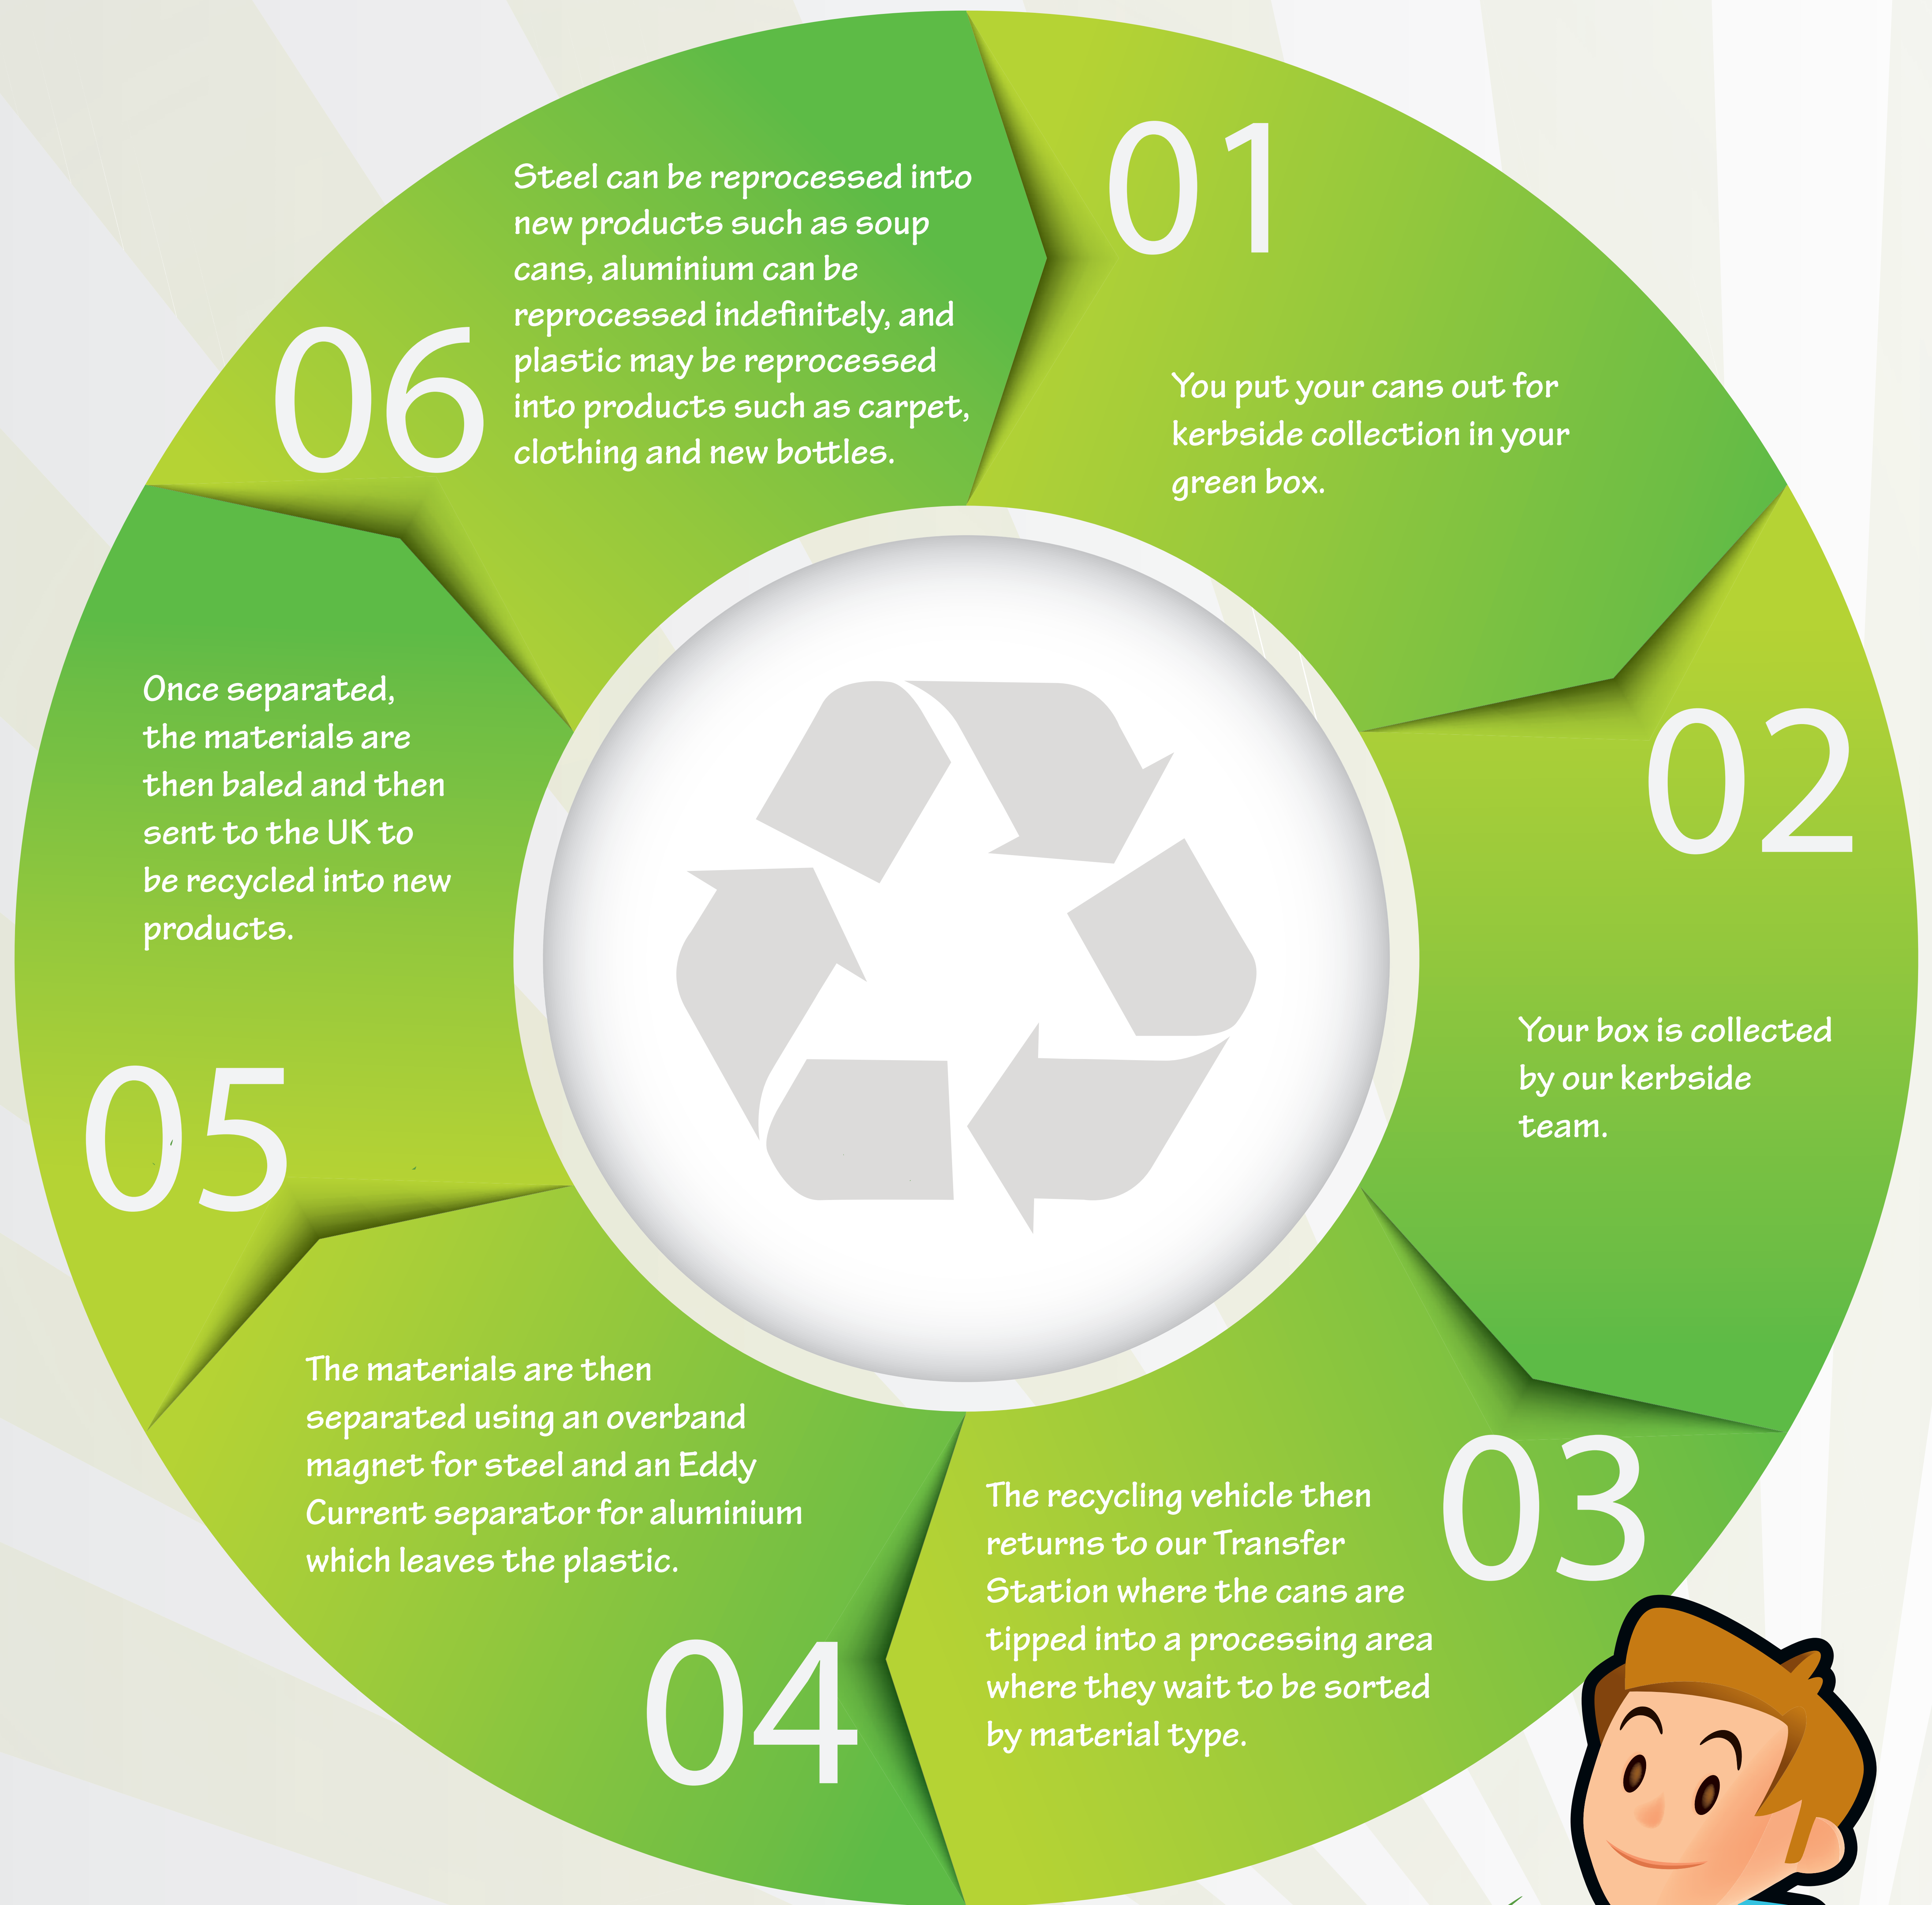 01
You put your cans out for
kerbside collection in your
green box.
02
Your box is collected
by our kerbside
team.
03
The recycling vehicle then
returns to our Transfer
Station where the cans are
tipped into a processing area
where they wait to be sorted
by material type.
04
The materials are then
separated using an overband
magnet for steel and an Eddy
Current separator for aluminium
which leaves the plastic.
05
Once separated,
the materials are
then baled and then
sent to the UK to
be recycled into new
products.
06
Steel can be reprocessed into
new products such as soup
cans, aluminium can be
reprocessed indefinitely, and
plastic may be reprocessed
into products such as carpet,
clothing and new bottles.